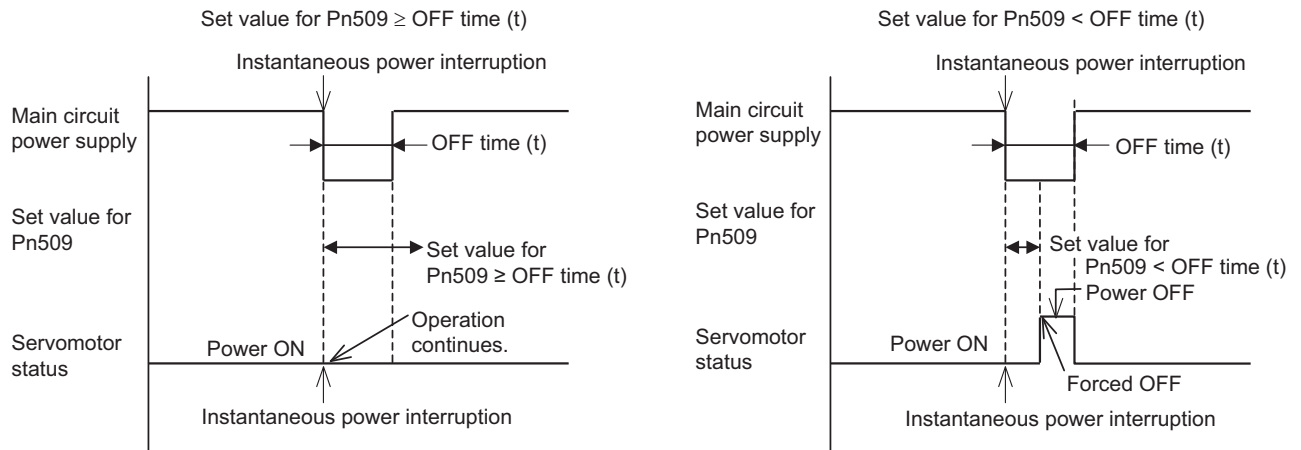 Set value for Pn509 ≥ OFF time (t)
Instantaneous power interruption
Main circuit
power supply
OFF time (t)
Set value for
Pn509
Set value for
Pn509 ≥ OFF time (t)
Operation
continues.
Servomotor
status
Power ON
Instantaneous power interruption
Set value for Pn509 < OFF time (t)
Instantaneous power interruption
Main circuit
power supply
OFF time (t)
Set value for
Pn509
Set value for
Pn509 < OFF time (t)
Power OFF
Servomotor
status
Power ON
Forced OFF
Instantaneous power interruption